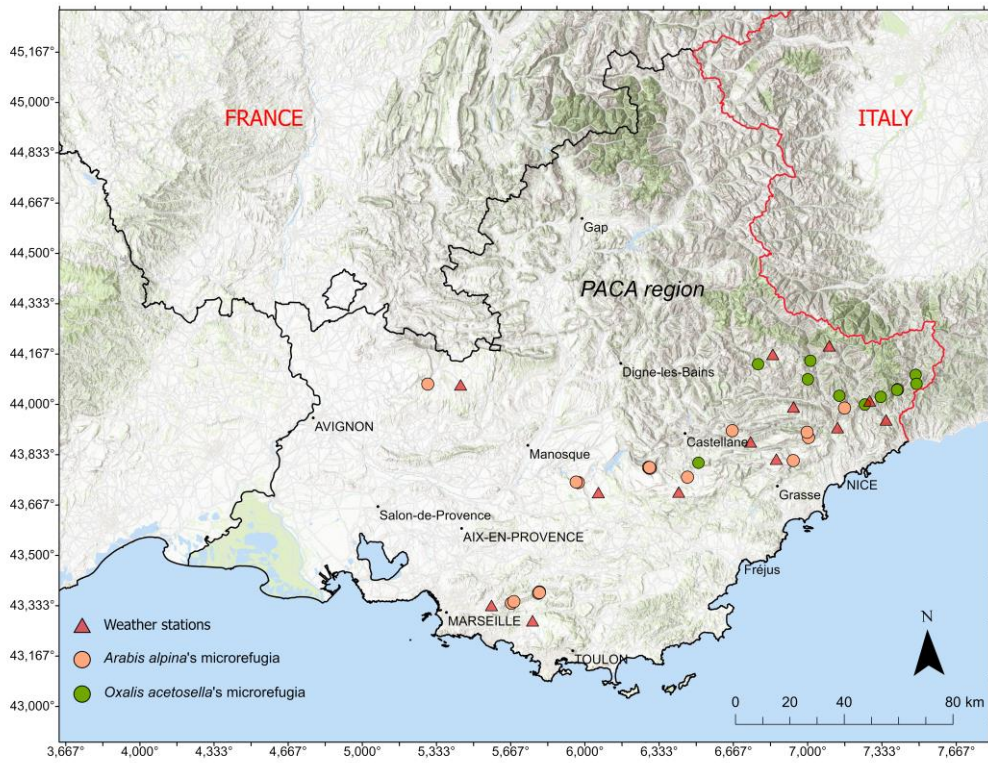 45,167°
45,000°
44,833°
44,667°
44,500°
44,333°
44,167°
44,000°
43,833°
43,667°
43,500°
43,333°
43,167°
43,000°
FRANCE
ITALY
Gap
PACA region
Digne-les-Bains
AVIGNON
Castellane
Manosque
NICE
Grasse
Salon-de-Provence
AIX-EN-PROVENCE
Fréjus
MARSEILLE
TOULON
Weather stations
Arabis alpina's microrefugia
Oxalis acetosella's microrefugia
N
0 20 40 80 km
3,667° 4,000° 4,333° 4,667° 5,000° 5,333° 5,667° 6,000° 6,333° 6,667° 7,000° 7,333° 7,667°